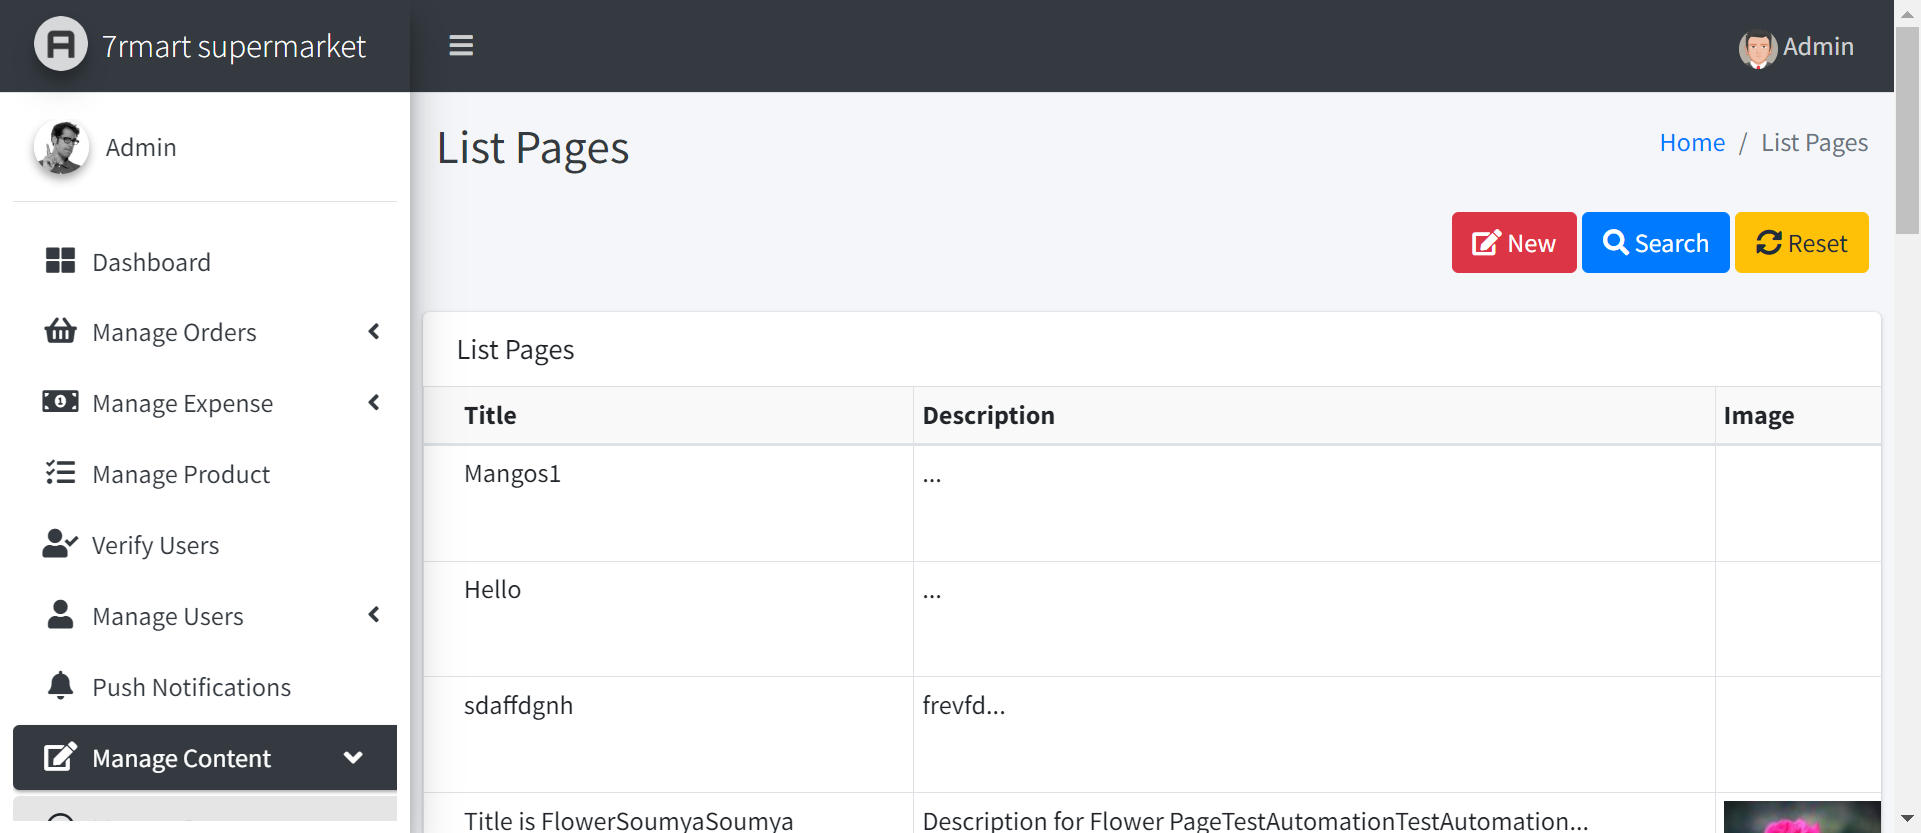 7rmart supermarket
Admin
Admin
List Pages
Home / List Pages
Dashboard
New
Search
Reset
Manage Orders
Manage Expense
Manage Product
Verify Users
Manage Users
Push Notifications
Manage Content
List Pages
Title Description Image
Mangos1 ...
Hello ...
sdaffdgnh frevfd...
Title is FlowerSoumyaSoumya Description for Flower PageTestAutomationTestAutomation...